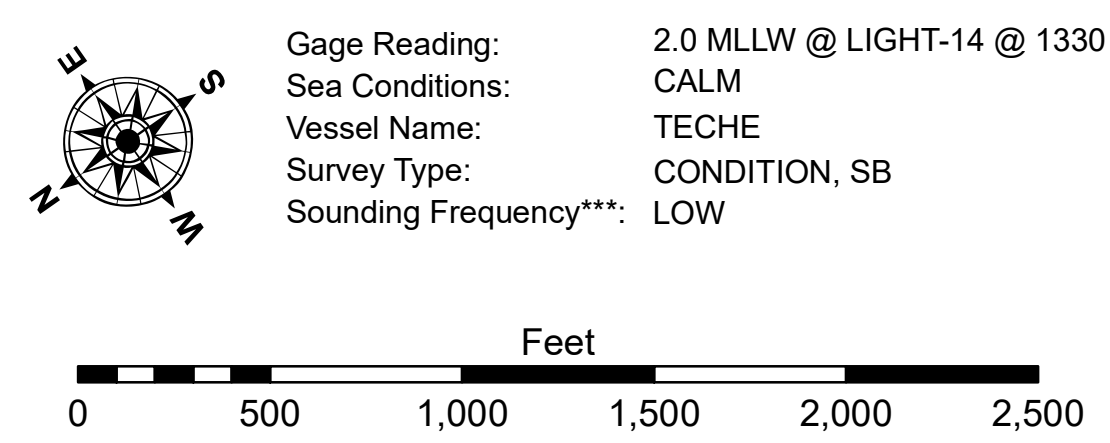 E
S
N
W
Gage Reading: 2.0 MLLW @ LIGHT-14 @ 1330
Sea Conditions: CALM
Vessel Name: TECHE
Survey Type: CONDITION, SB
Sounding Frequency***: LOW
Feet
0 500 1,000 1,500 2,000 2,500